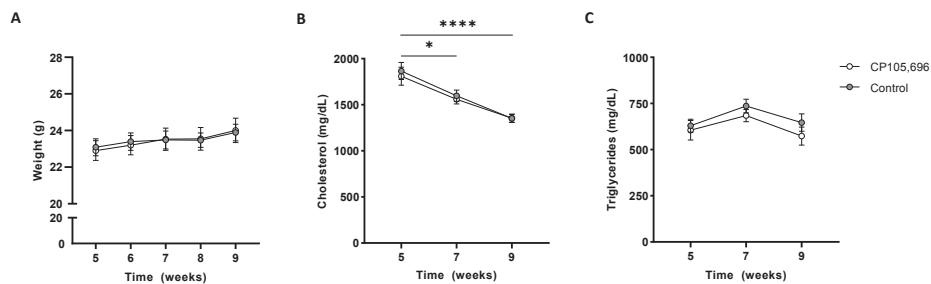 A
28
26
24
22
20
20
0
Weight (g)
5 6 7 8 9
Time (weeks)
B
****
*
2000
1500
1000
500
0
Cholesterol (mg/dL)
5 7 9
Time (weeks)
C
1000
750
500
250
0
Triglycerides (mg/dL)
5 7 9
Time (weeks)
CP105,696
Control